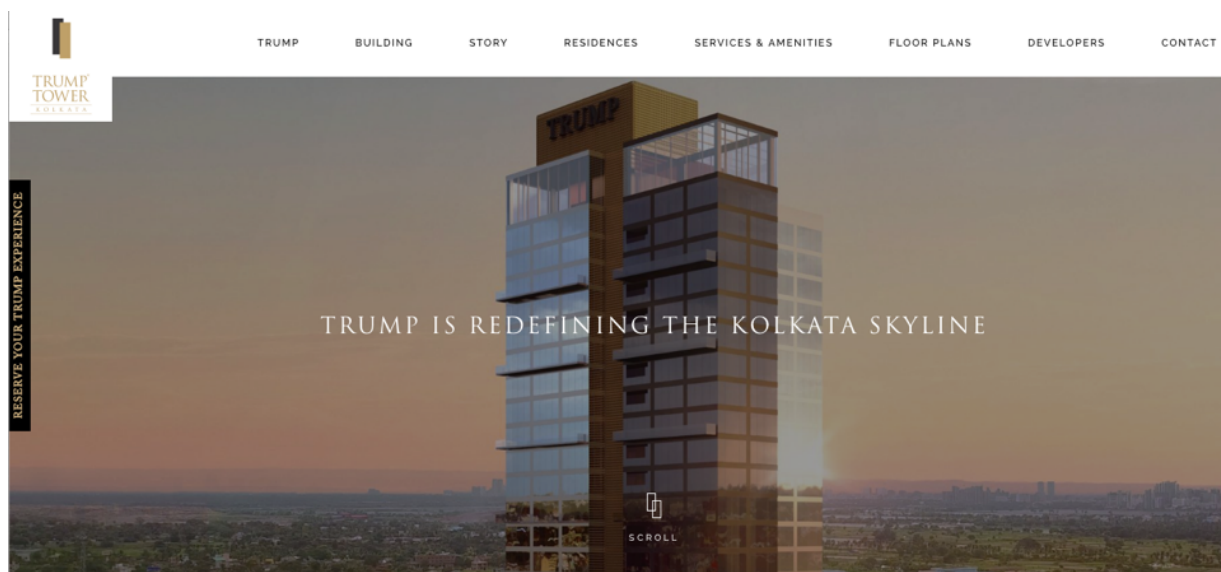 TRUMP BUILDING STORY RESIDENCES SERVICES & AMENITIES FLOOR PLANS DEVELOPERS CONTACT
TRUMP®
TOWER
KOLKATA
TRUMP
RESERVE YOUR TRUMP EXPERIENCE
TRUMP IS REDEFINING THE KOLKATA SKYLINE
SCROLL